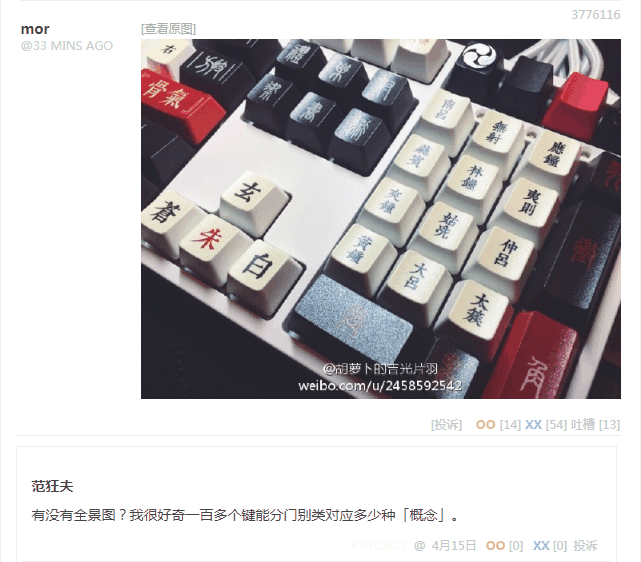 3776116
mor
[查看原图]
@33 MINS AGO
右
骨氣
南呂
無射
應鐘
蕤賓
林鐘
夷則
夾鐘
姑洗
仲呂
黃鐘
大呂
太簇
玄
蒼
朱
白
角
@胡萝卜的吉光片羽
weibo.com/u/2458592542
[投诉] OO [14] XX [54] 吐槽 [13]
范狂夫
有没有全景图？我很好奇一百多个键能分门别类对应多少种「概念」。
@ 4月15日 OO [0] XX [0] 投诉